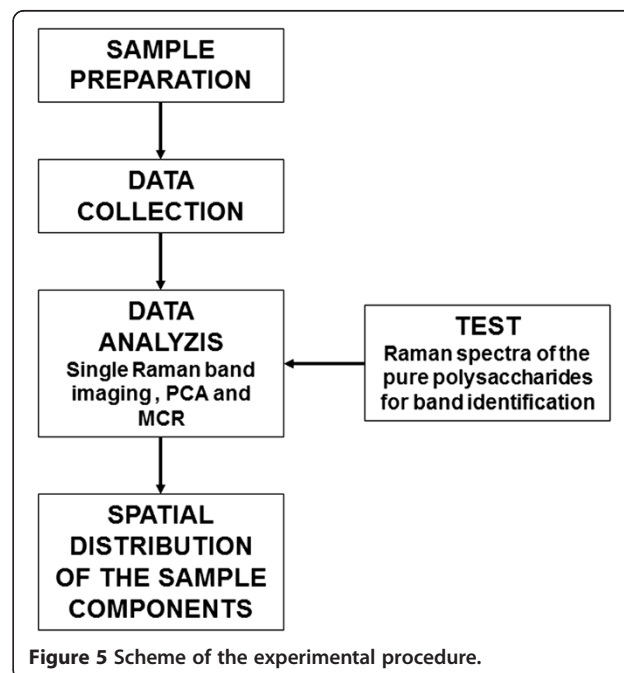 SAMPLE
PREPARATION
DATA
COLLECTION
DATA
ANALYZIS
Single Raman band
imaging , PCA and
MCR
TEST
Raman spectra of the
pure polysaccharides
for band identification
SPATIAL
DISTRIBUTION
OF THE SAMPLE
COMPONENTS
Figure 5 Scheme of the experimental procedure.